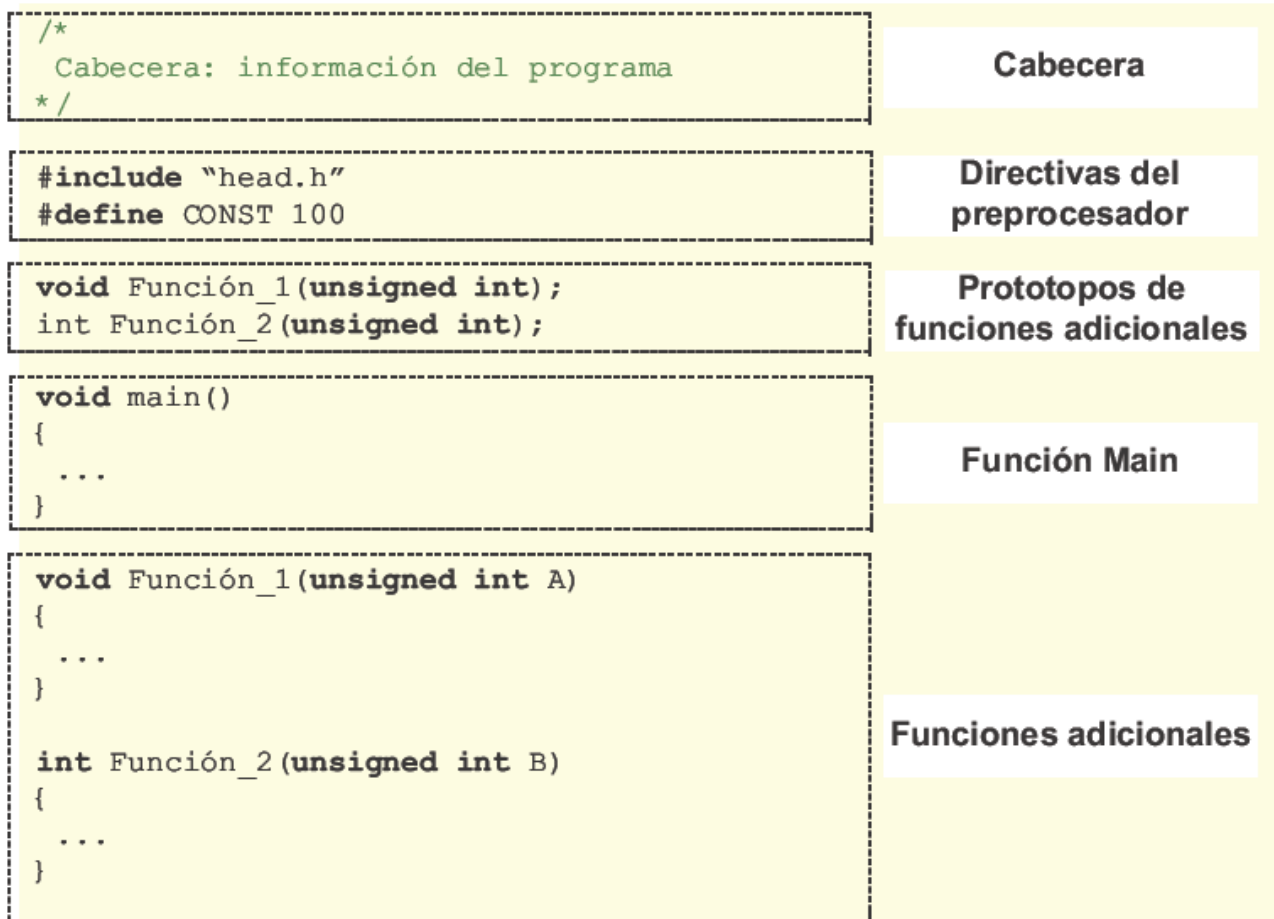 /*
Cabecera: información del programa
*/
Cabecera
#include “head.h”
#define CONST 100
Directivas del
preprocesador
void Función_1(unsigned int);
int Función_2(unsigned int);
Prototopos de
funciones adicionales
void main()
{
...
}
Función Main
void Función_1(unsigned int A)
{
...
}
int Función_2(unsigned int B)
{
...
}
Funciones adicionales